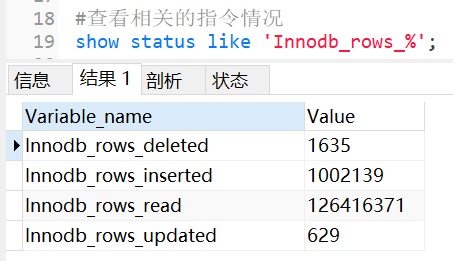 17
18 #查看相关的指令情况
19 show status like 'Innodb_rows_%';
信息 结果 1 剖析 状态
Variable_name Value
Innodb_rows_deleted 1635
Innodb_rows_inserted 1002139
Innodb_rows_read 126416371
Innodb_rows_updated 629